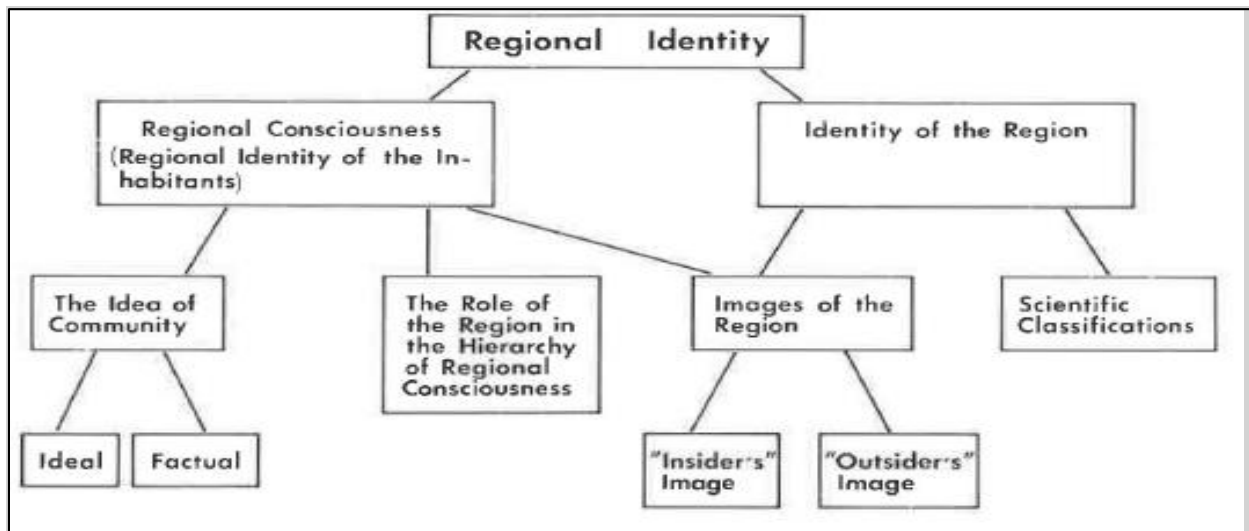 Regional Identity
Regional Consciousness
(Regional Identity of the In-
habitants)
Identity of the Region
The Idea of
Community
The Role of
the Region in
the Hierarchy
of Regional
Consciousness
Images of the
Region
Scientific
Classifications
Ideal
Factual
"Insider's"
Image
"Outsider's"
Image